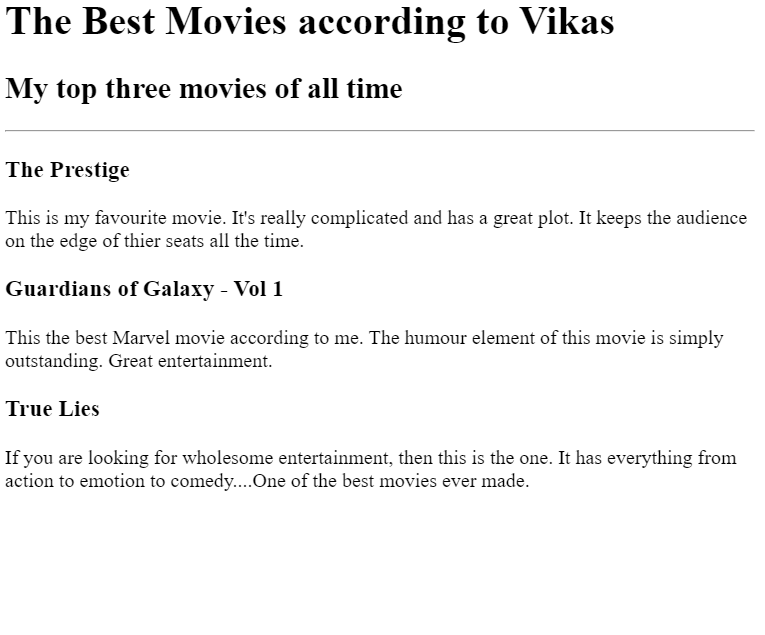 The Best Movies according to Vikas
My top three movies of all time
The Prestige
This is my favourite movie. It's really complicated and has a great plot. It keeps the audience
on the edge of thier seats all the time.
Guardians of Galaxy - Vol 1
This the best Marvel movie according to me. The humour element of this movie is simply
outstanding. Great entertainment.
True Lies
If you are looking for wholesome entertainment, then this is the one. It has everything from
action to emotion to comedy....One of the best movies ever made.